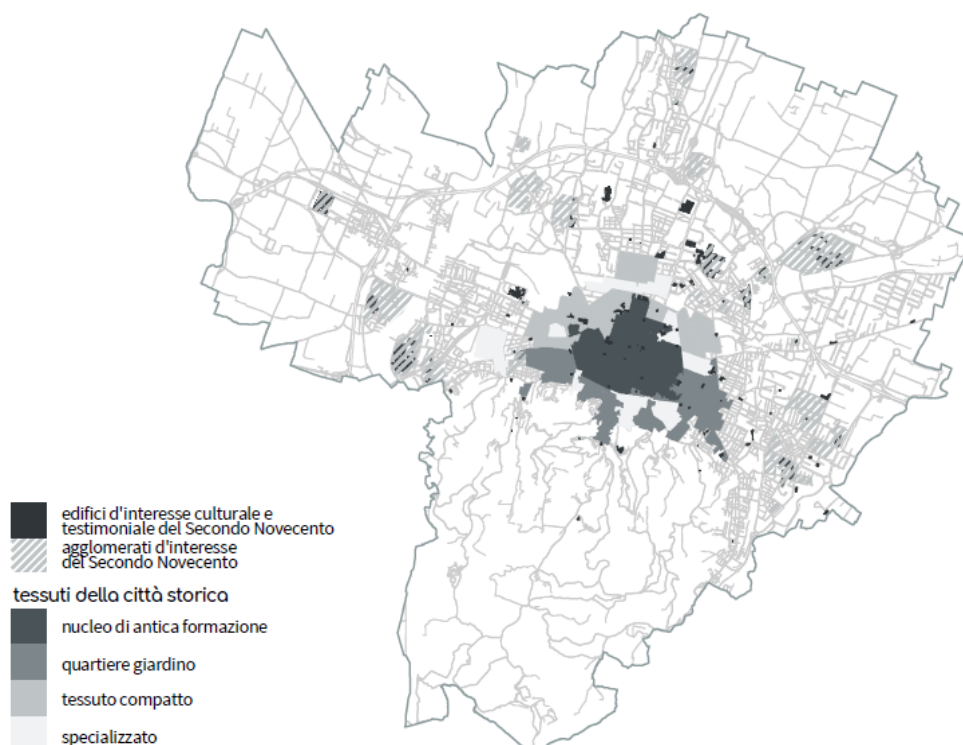 edifici d'interesse culturale e
testimoniale del Secondo Novecento
agglomerati d'interesse
del Secondo Novecento
tessuti della città storica
nucleo di antica formazione
quartiere giardino
tessuto compatto
specializzato